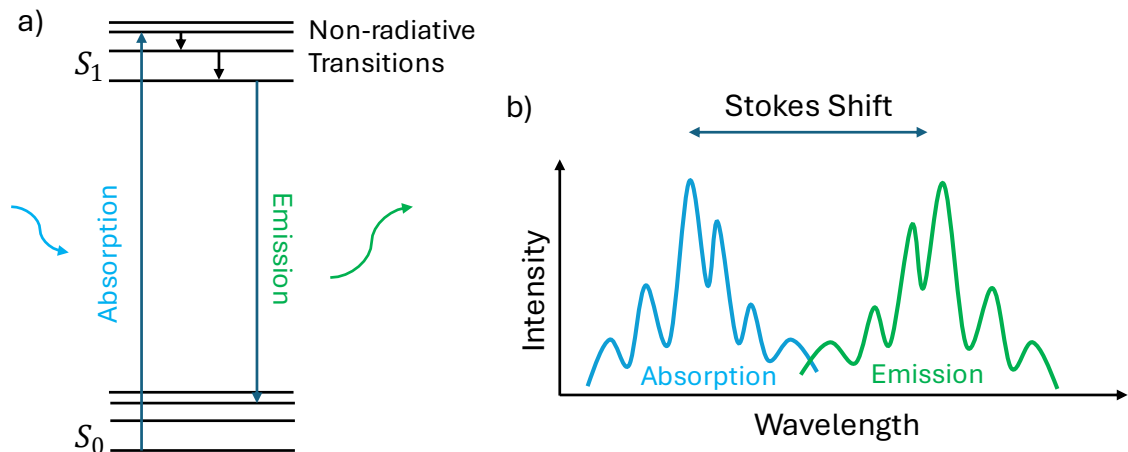 a)
Non-radiative
Transitions
S₁
Absorption
Emission
S₀
b)
Stokes Shift
Intensity
Absorption
Emission
Wavelength